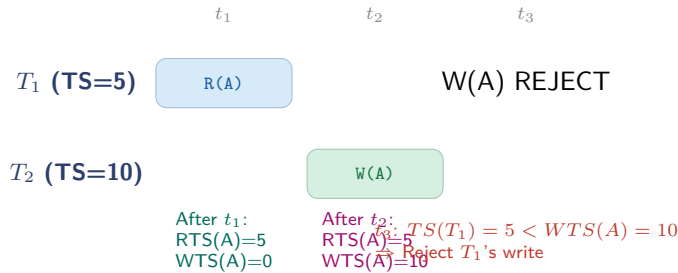 t₁ t₂ t₃
T₁ (TS=5) R(A) W(A) REJECT
T₂ (TS=10) W(A)
After t₁:
RTS(A)=5
WTS(A)=0
After t₂:
RTS(A)=5
WTS(A)=10
t₃: TS(T₁) = 5 < WTS(A) = 10
⇒ Reject T₁'s write